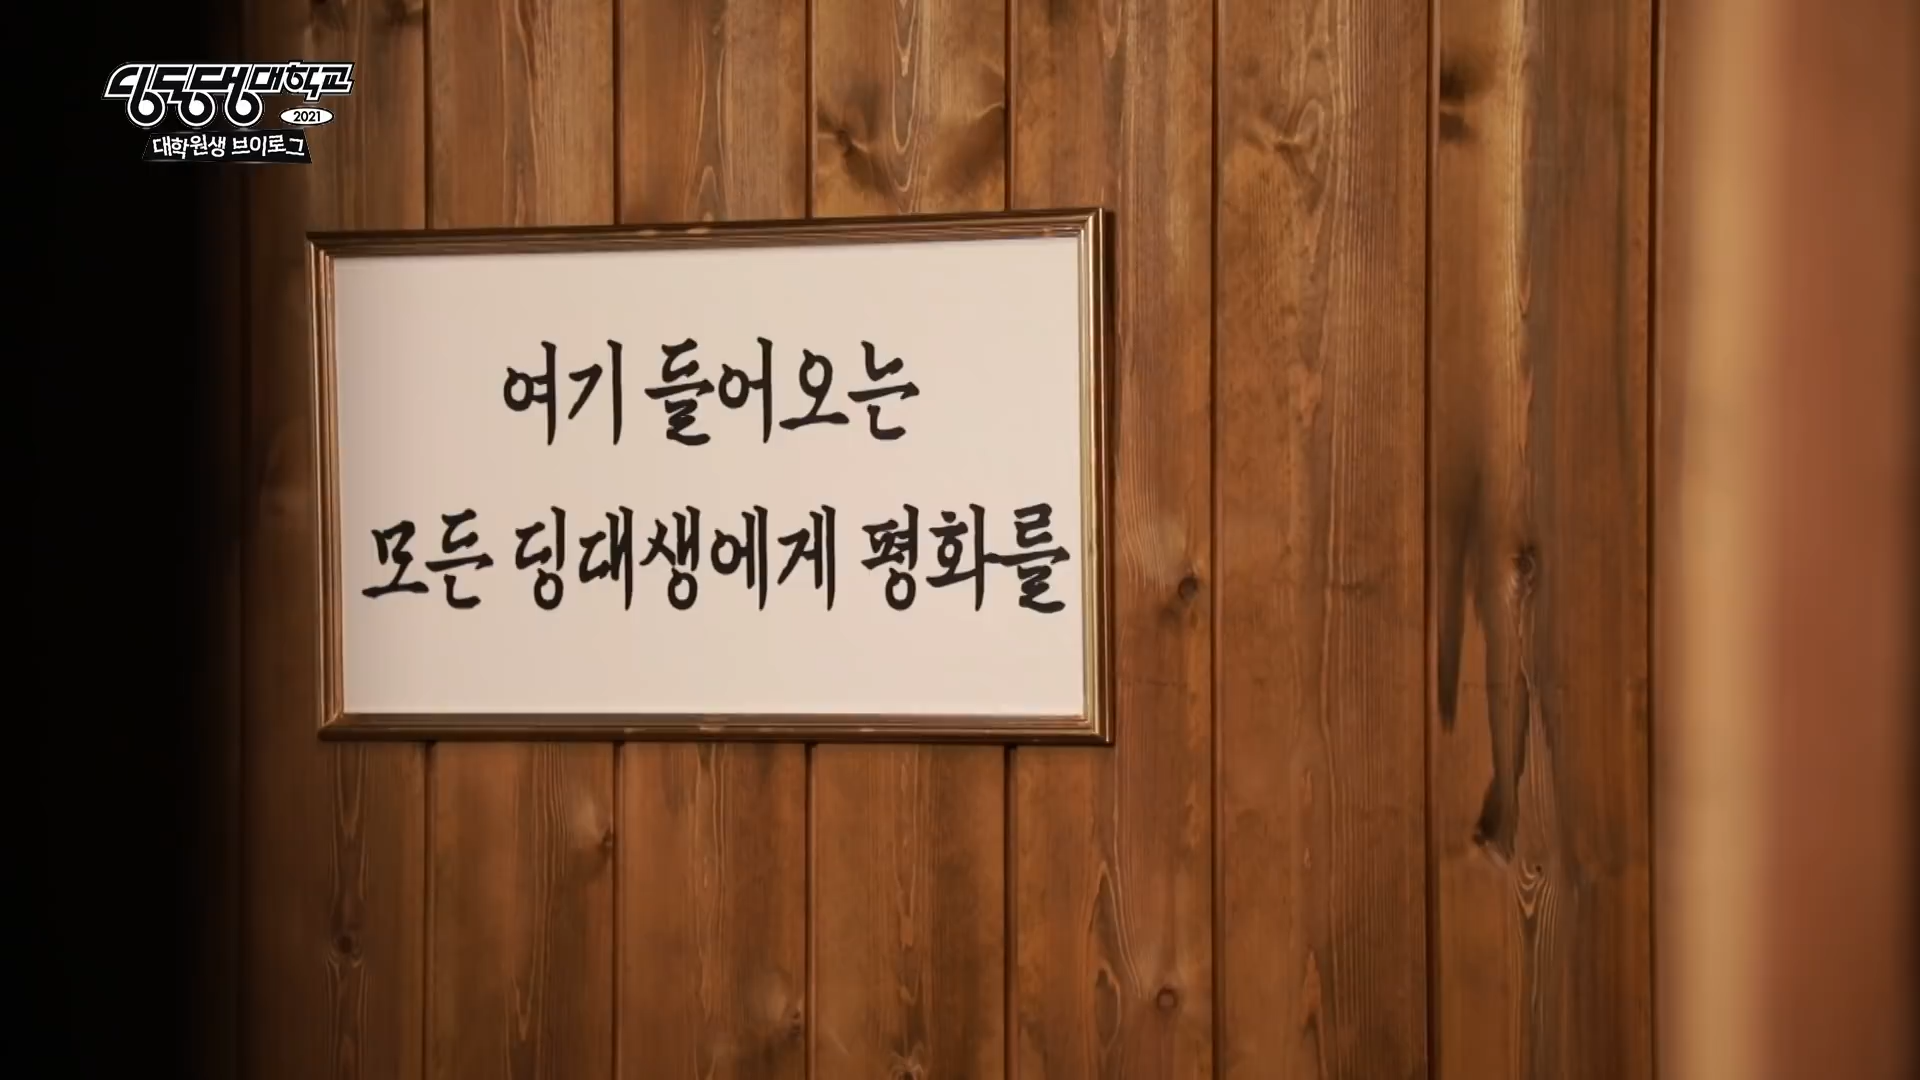 딩동댕대학교
2021
대학원생 브이로그
여기 들어오는
모든 딩대생에게 평화를